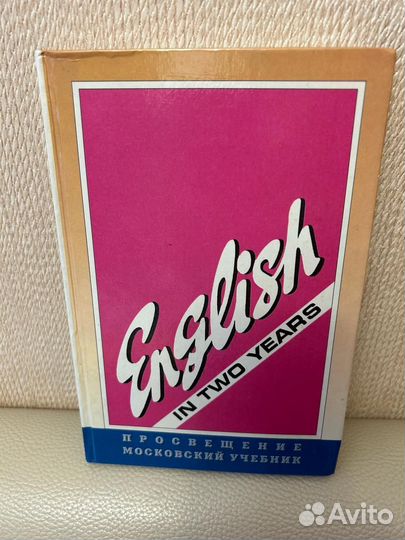 English
IN TWO YEARS
ПРОСВЕЩЕНИЕ
МОСКОВСКИЙ УЧЕБНИК
Avito